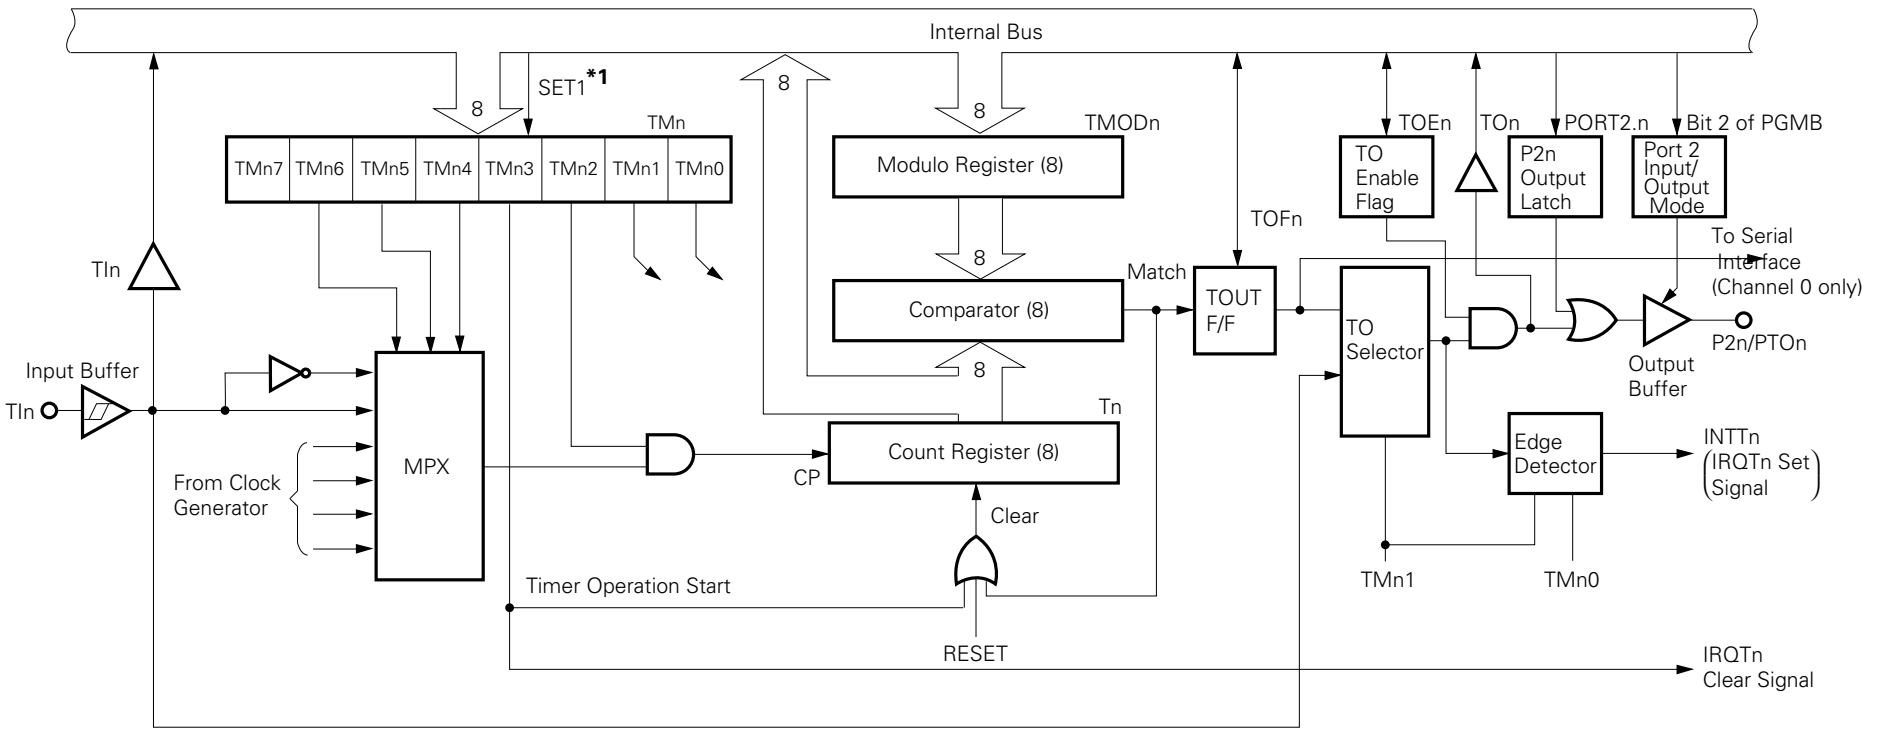 Internal Bus
8
SET1*1
8
8
TMn
TMODn
TOEn
TOn
PORT2.n
Bit 2 of PGMB
TMn7 TMn6 TMn5 TMn4 TMn3 TMn2 TMn1 TMn0
Modulo Register (8)
TO
Enable
Flag
P2n
Output
Latch
Port 2
Input/
Output
Mode
TOFn
To Serial
Interface
(Channel 0 only)
TIn
8
Match
Comparator (8)
TOUT
F/F
TO
Selector
P2n/PTOn
Output
Buffer
Input Buffer
8
TIn
Tn
MPX
Count Register (8)
CP
Edge
Detector
INTTn
(IRQTn Set
Signal)
From Clock
Generator
Clear
Timer Operation Start
TMn1
TMn0
RESET
IRQTn
Clear Signal